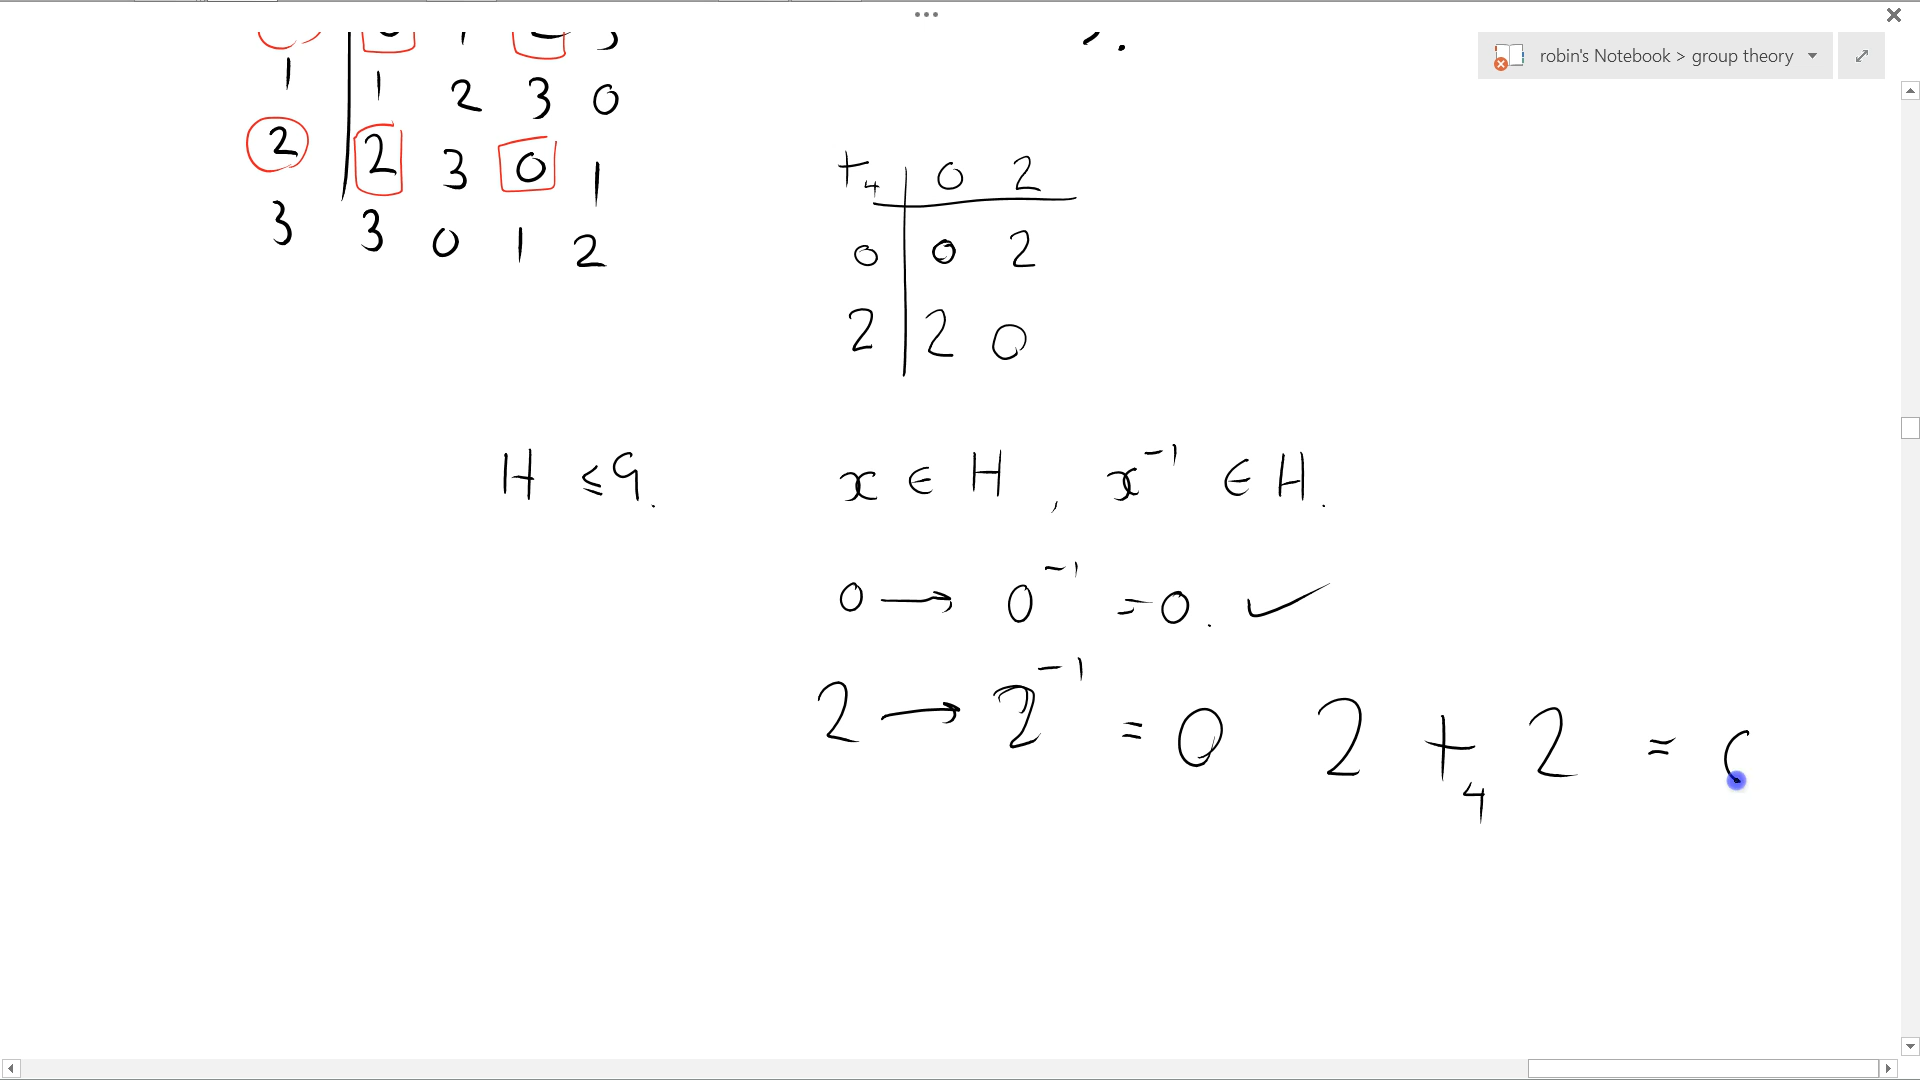 robin's Notebook > group theory
1 1 2 3 0
2 2 3 0 1
3 3 0 1 2
+₄ 0 2
0 0 2
2 2 0
H ≤ G. x ∈ H, x⁻¹ ∈ H.
0 → 0⁻¹ = 0. ✓
2 → 2⁻¹ = 0 2 +₄ 2 =